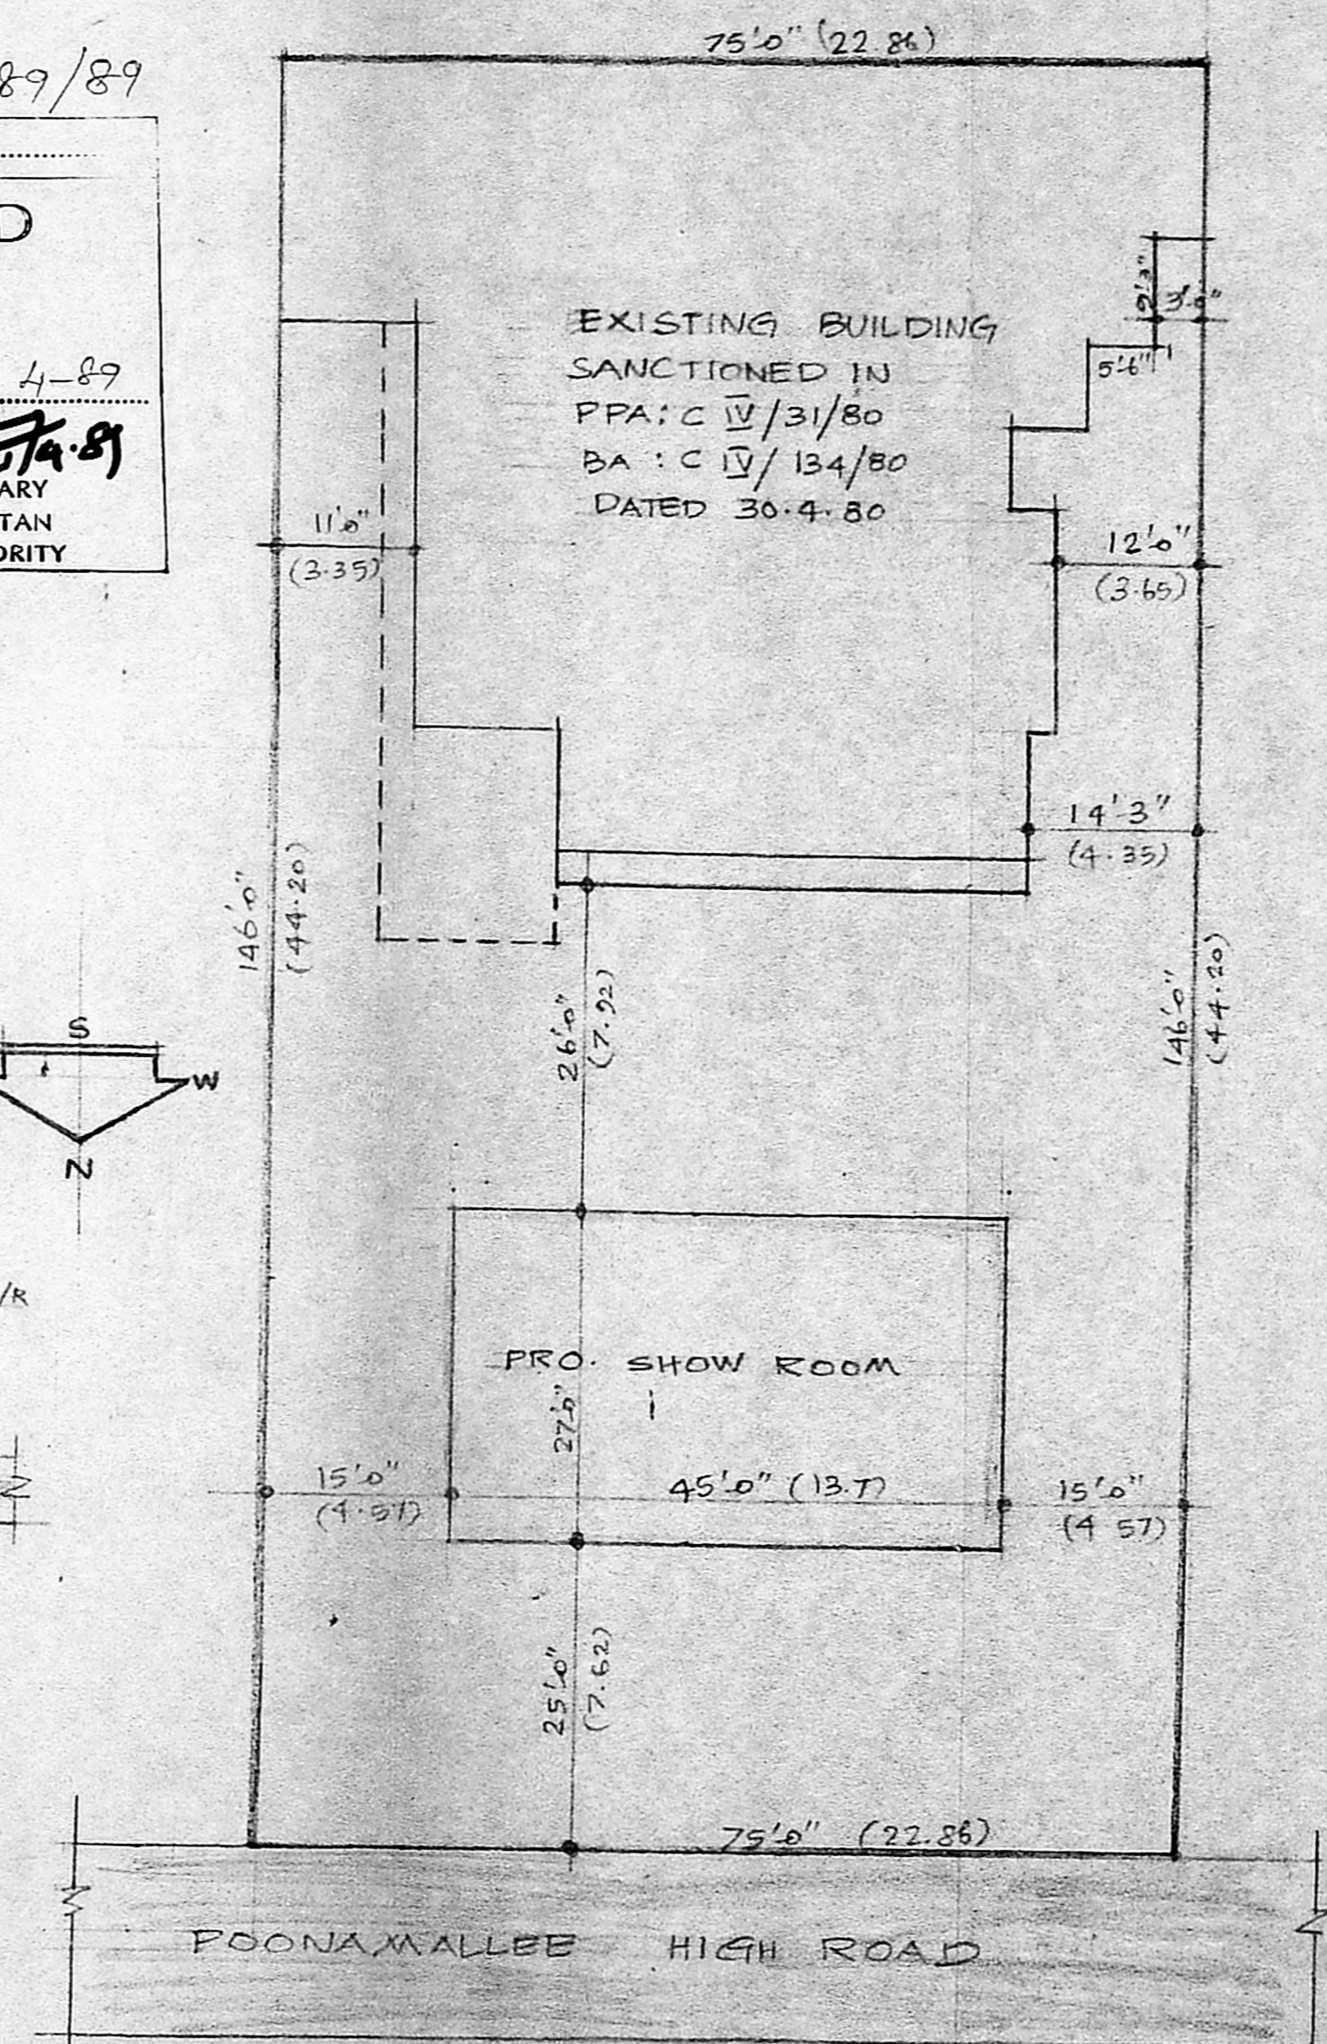 75'0" (22.86)
89/89
D
4-89
4.89
ARY
TAN
ORITY
EXISTING BUILDING
SANCTIONED IN
PPA: C IV/31/80
BA : C IV/ 134/80
DATED 30.4.80
9'3"
3'0"
5'6"
11'0"
(3.35)
12'0"
(3.65)
14'3"
(4.35)
146'0"
(44.20)
26'0"
(7.92)
146'0"
(44.20)
S
W
N
/R
PRO. SHOW ROOM
27'0"
15'0"
(4.57)
45'0" (13.7)
15'0"
(4.57)
25'0"
(7.62)
75'0" (22.86)
POONAMALLEE HIGH ROAD